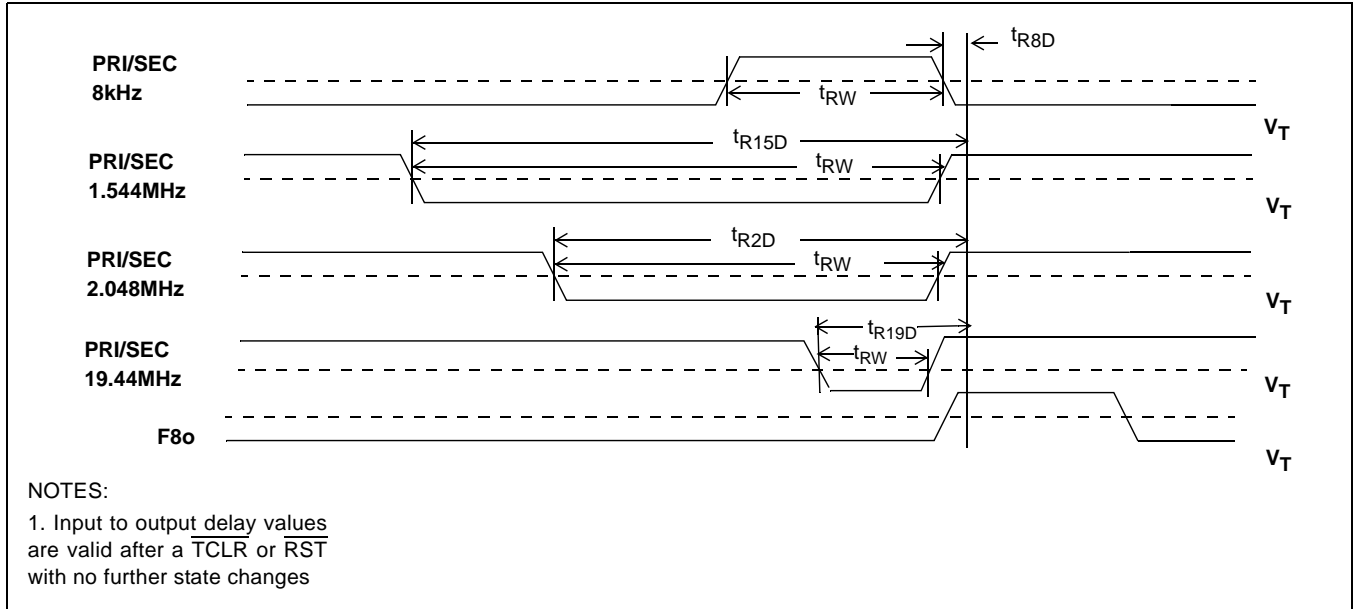 tR8D
PRI/SEC
8kHz
tRW
VT
tR15D
PRI/SEC
tRW
1.544MHz
VT
tR2D
PRI/SEC
tRW
2.048MHz
VT
tR19D
PRI/SEC
tRW
19.44MHz
VT
F8o
VT
NOTES:
1. Input to output delay values
are valid after a TCLR or RST
with no further state changes